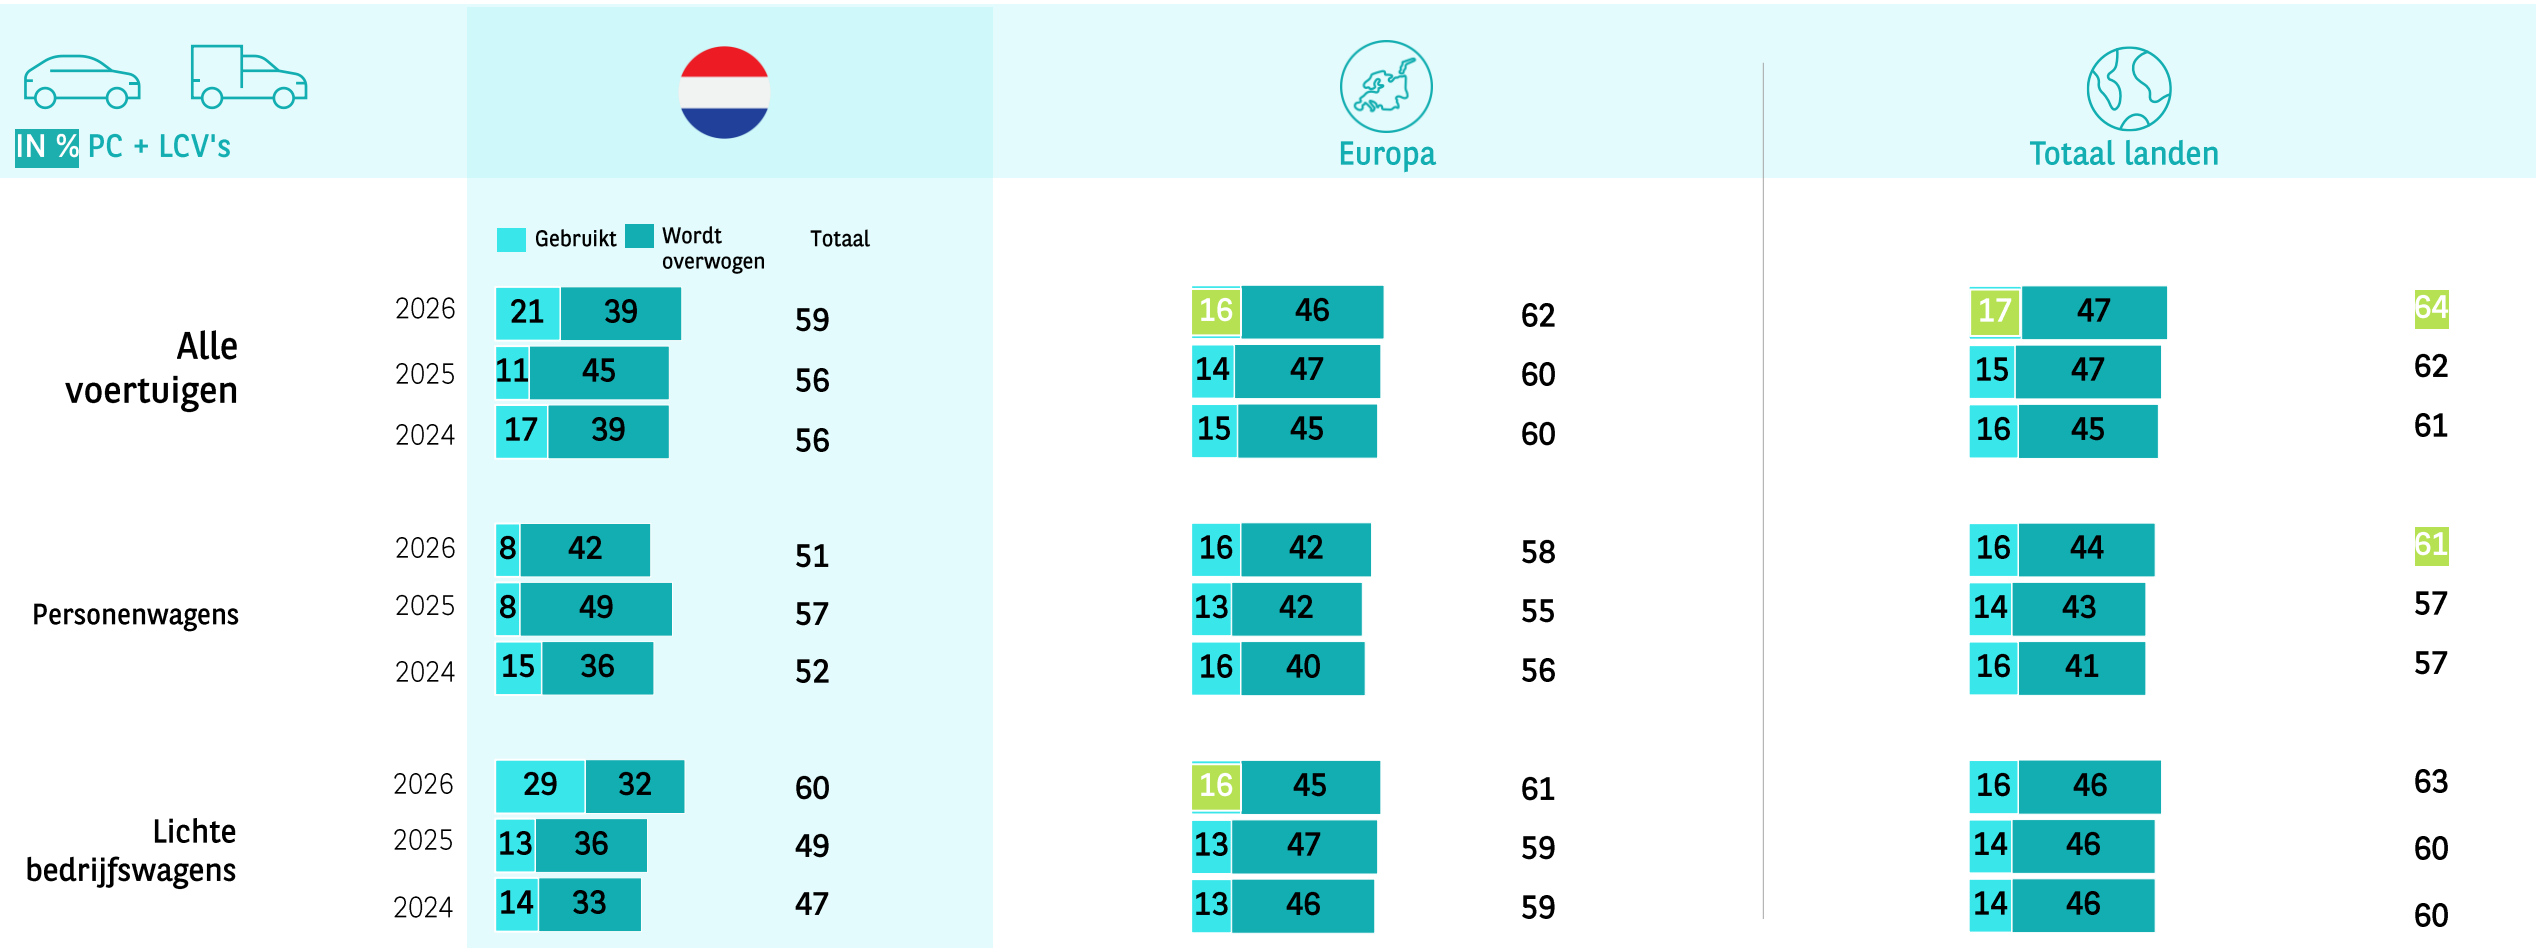 IN % PC + LCV's
Europa
Totaal landen
Gebruikt
Wordt
overwogen
Totaal
Alle
voertuigen
2026 21 39 59 16 46 62 17 47 64
2025 11 45 56 14 47 60 15 47 62
2024 17 39 56 15 45 60 16 45 61
Personenwagens
2026 8 42 51 16 42 58 16 44 61
2025 8 49 57 13 42 55 14 43 57
2024 15 36 52 16 40 56 16 41 57
Lichte
bedrijfswagens
2026 29 32 60 16 45 61 16 46 63
2025 13 36 49 13 47 59 14 46 60
2024 14 33 47 13 46 59 14 46 60